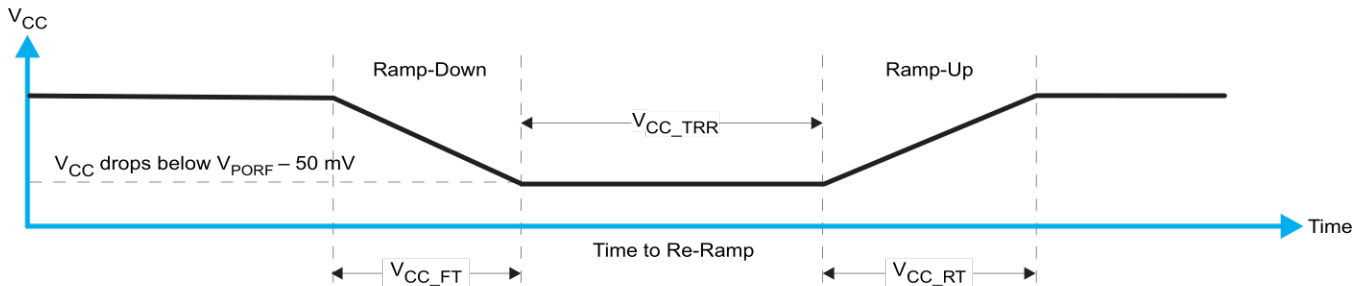 VCC
Ramp-Down
Ramp-Up
VCC_TRR
VCC drops below VPORF – 50 mV
Time
Time to Re-Ramp
VCC_FT
VCC_RT